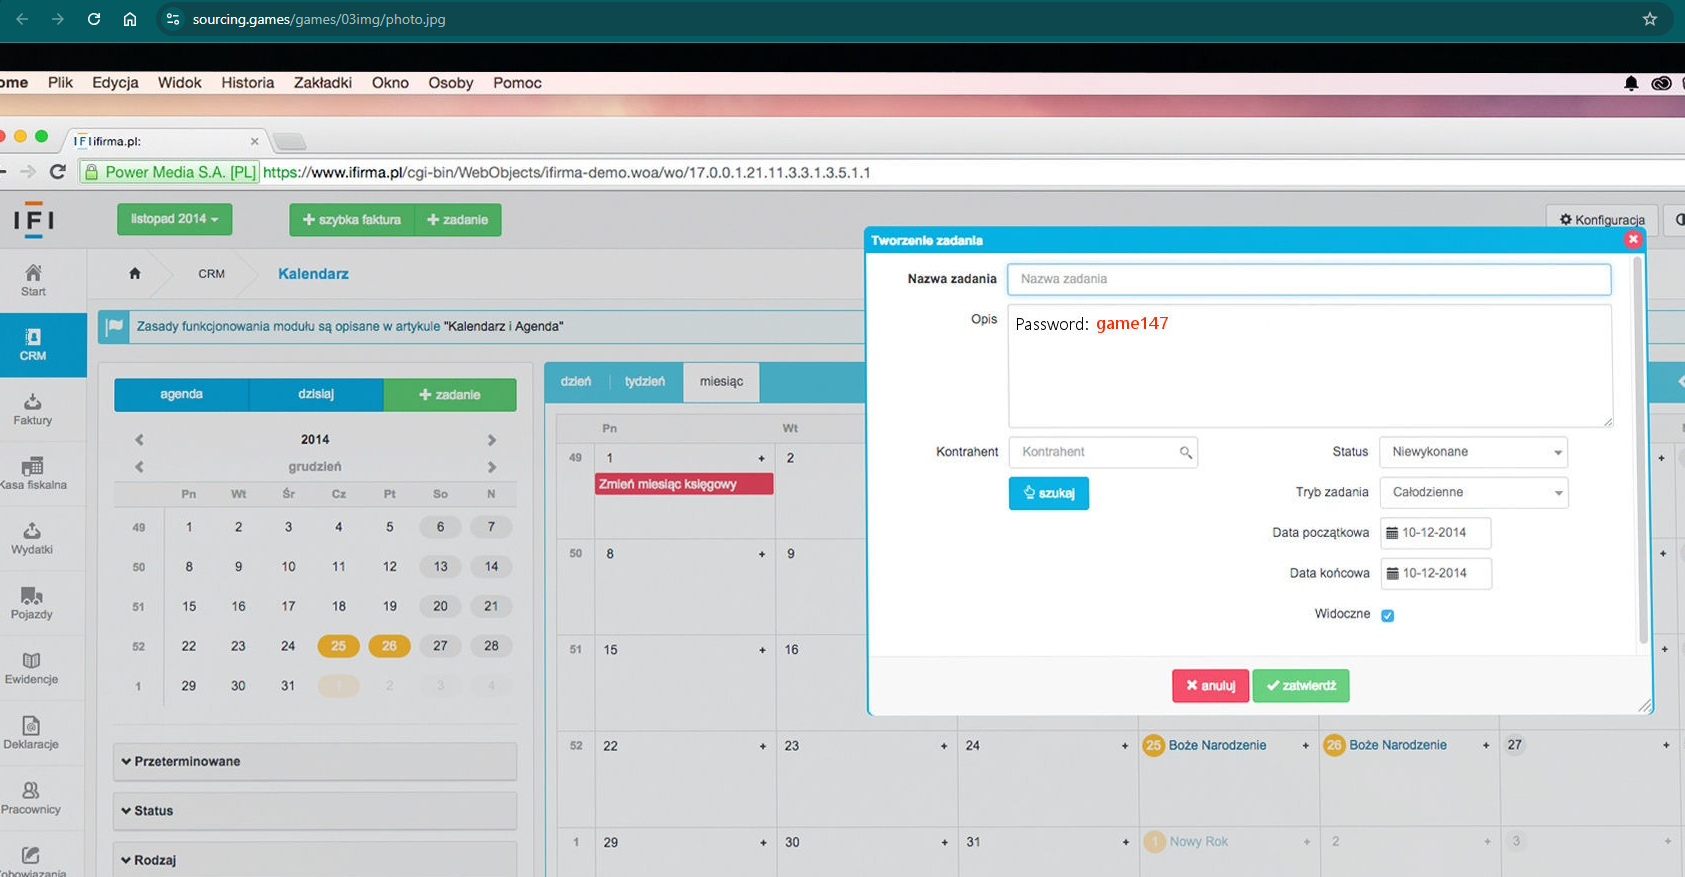 sourcing.games/games/03img/photo.jpg
ome Plik Edycja Widok Historia Zakładki Okno Osoby Pomoc
IFI ifirma.pl:
Power Media S.A. [PL] https://www.ifirma.pl/cgi-bin/WebObjects/ifirma-demo.woa/wo/17.0.0.1.21.11.3.3.1.3.5.1.1
IFI
listopad 2014
szybka faktura
zadanie
Konfiguracja
Start
CRM
Faktury
Kasa fiskalna
Wydatki
Pojazdy
Ewidencje
Deklaracje
Pracownicy
CRM
Kalendarz
Zasady funkcjonowania modułu są opisane w artykule "Kalendarz i Agenda"
agenda dzisiaj zadanie
2014
grudzień
Pn Wt Śr Cz Pt So N
49 1 2 3 4 5 6 7
50 8 9 10 11 12 13 14
51 15 16 17 18 19 20 21
52 22 23 24 25 26 27 28
1 29 30 31 1 2 3 4
Przeterminowane
Status
Rodzaj
dzień tydzień miesiąc
Pn Wt
49 1 + 2 +
Zmień miesiąc księgowy
50 8 + 9 +
51 15 + 16 +
52 22 + 23 + 24 + 25 Boże Narodzenie + 26 Boże Narodzenie + 27 +
1 29 + 30 + 31 + 1 Nowy Rok + 2 + 3 +
Tworzenie zadania
Nazwa zadania Nazwa zadania
Opis Password: game147
Kontrahent Kontrahent
szukaj
Status Niewykonane
Tryb zadania Całodzienne
Data początkowa 10-12-2014
Data końcowa 10-12-2014
Widoczne
anuluj zatwierdź